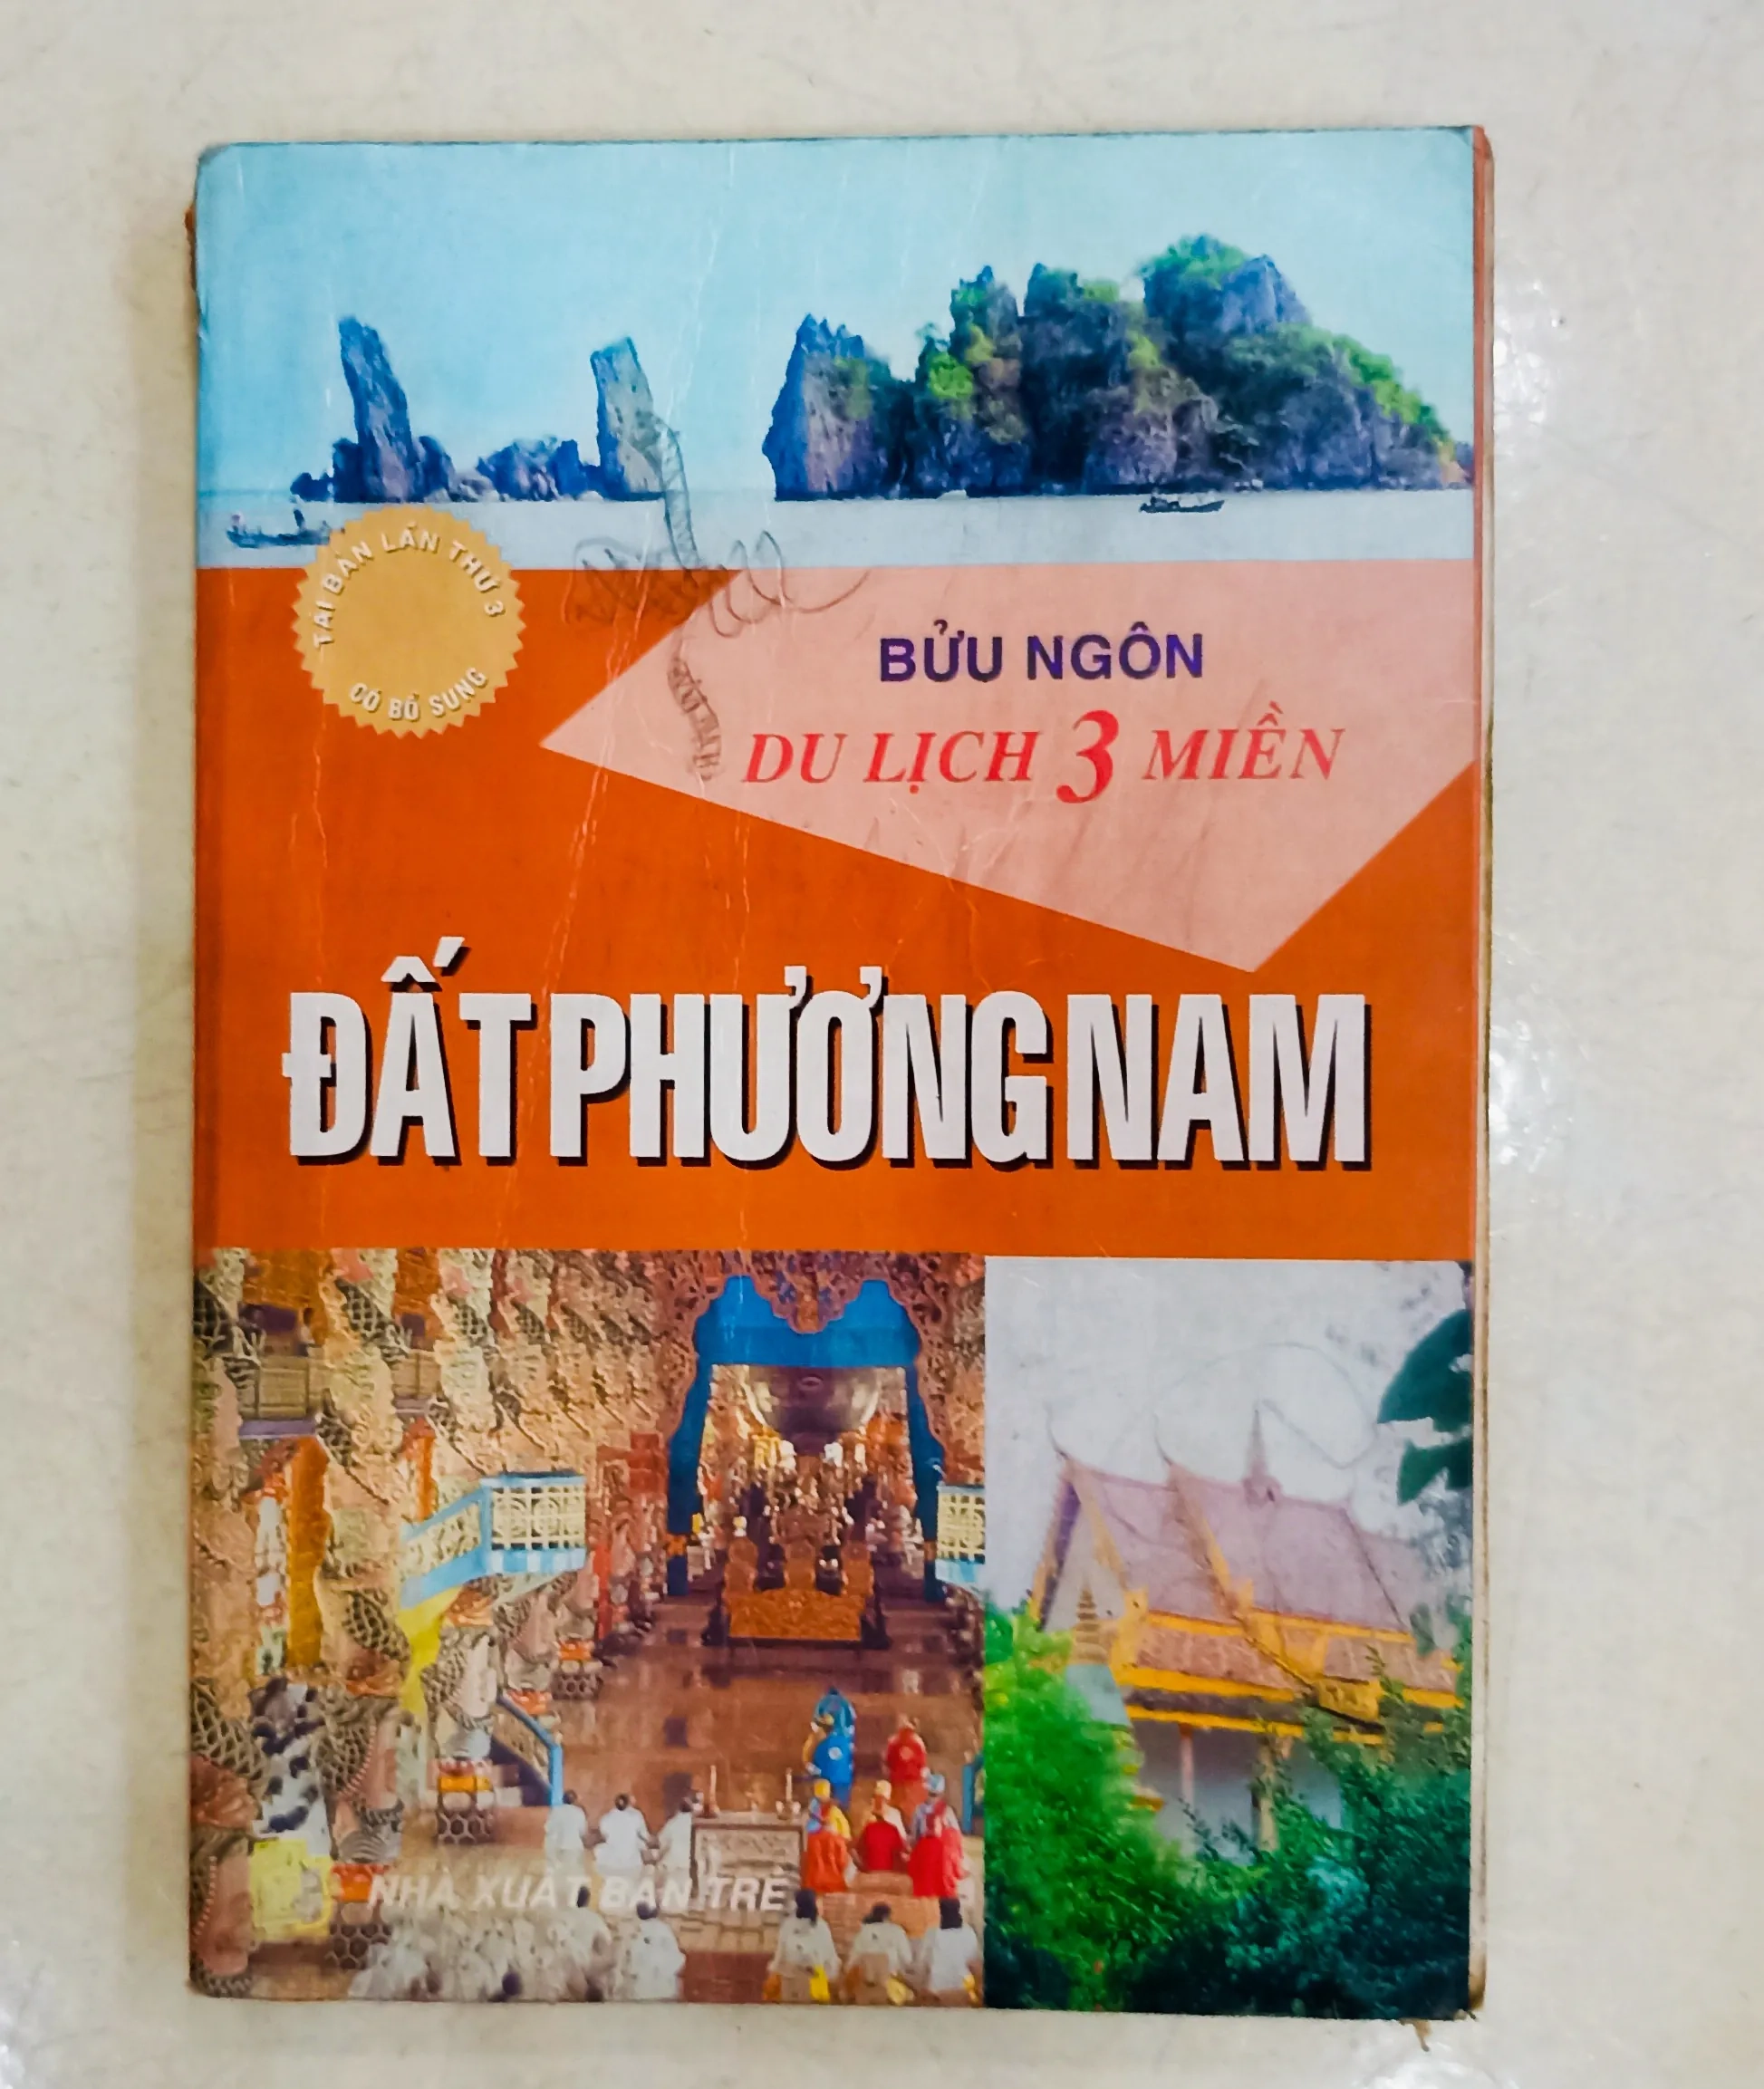 TÁI BẢN LẦN THỨ 3
CÓ BỔ SUNG
BỬU NGÔN
DU LỊCH 3 MIỀN
ĐẤT PHƯƠNG NAM
NHÀ XUẤT BẢN TRẺ